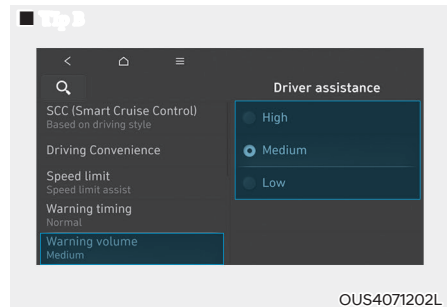 ■ Typ B
Driver assistance
SCC (Smart Cruise Control)
Based on driving style
Driving Convenience
Speed limit
Speed limit assist
Warning timing
Normal
Warning volume
Medium
High
Medium
Low
OUS4071202L